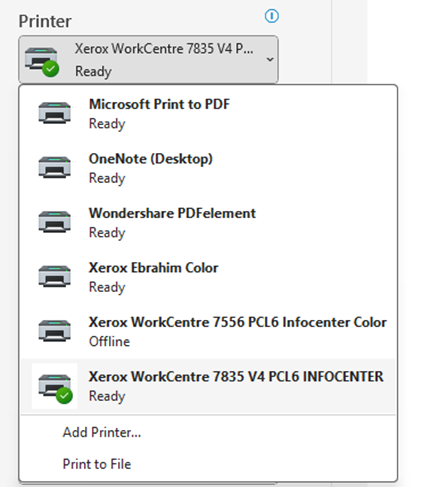 Printer
Xerox WorkCentre 7835 V4 P...
Ready
Microsoft Print to PDF
Ready
OneNote (Desktop)
Ready
Wondershare PDFelement
Ready
Xerox Ebrahim Color
Ready
Xerox WorkCentre 7556 PCL6 Infocenter Color
Offline
Xerox WorkCentre 7835 V4 PCL6 INFOCENTER
Ready
Add Printer...
Print to File